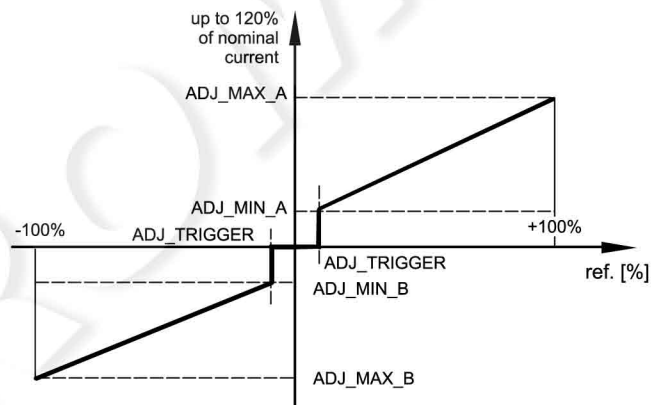 up to 120%
of nominal
current
ADJ_MAX_A
ADJ_MIN_A
-100%
ADJ_TRIGGER
+100%
ADJ_TRIGGER
ref. [%]
ADJ_MIN_B
ADJ_MAX_B